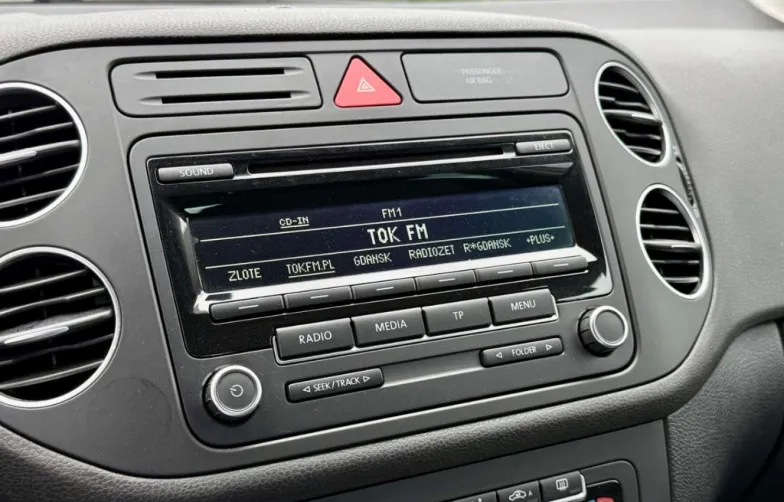 PASSENGER
AIR BAG
SOUND
EJECT
CD-IN FM1
TOK FM
ZLOTE TOKFM.PL GDANSK RADIOZET R*GDANSK *PLUS*
RADIO MEDIA TP MENU
SEEK/TRACK FOLDER